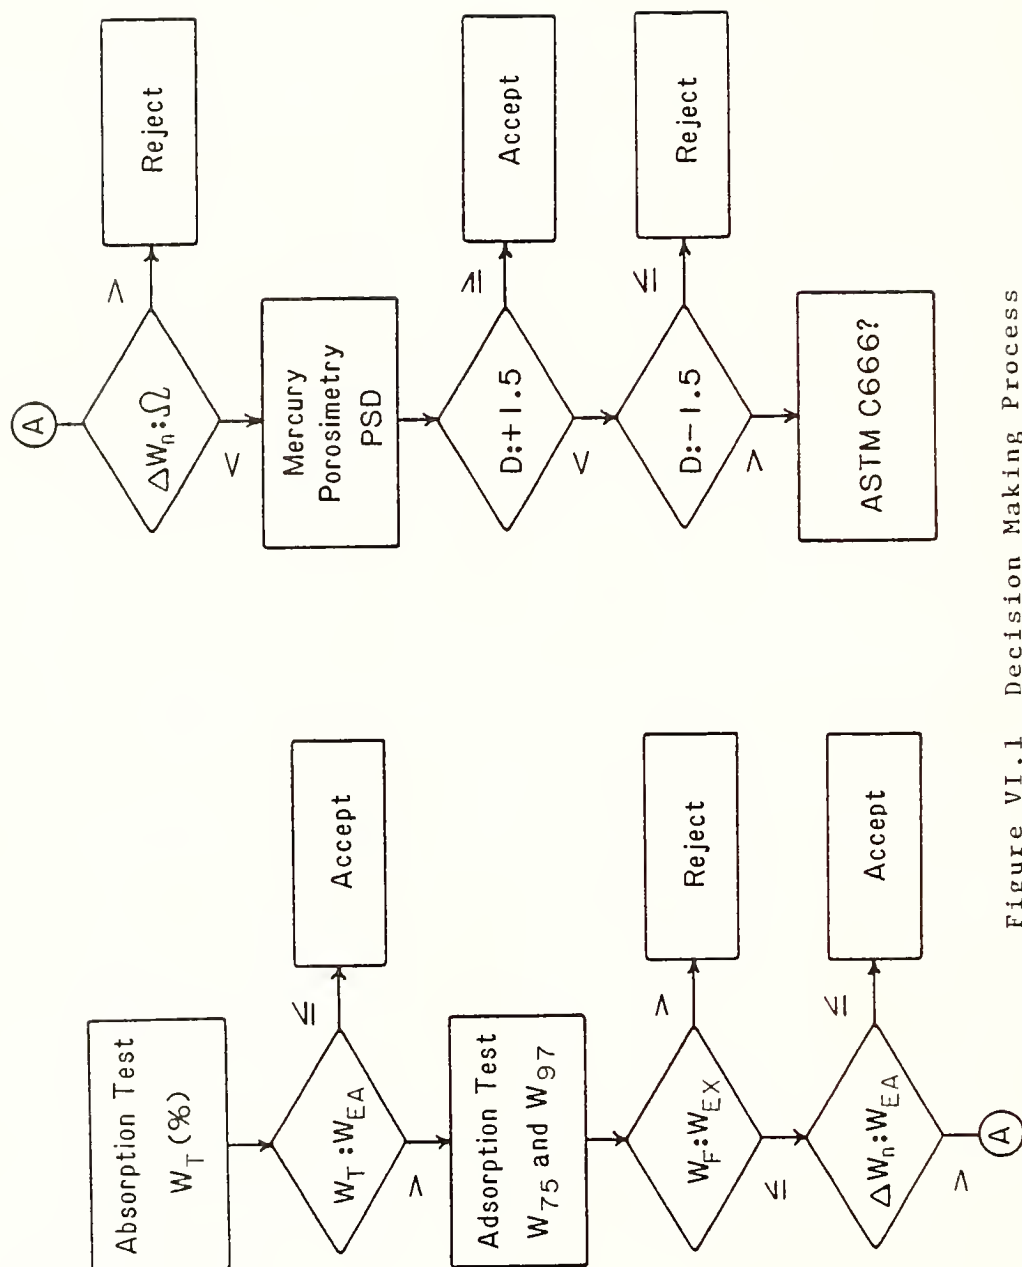 Absorption Test
W_T (%)
W_T : W_EA
≤
Accept
>
Adsorption Test
W_75 and W_97
W_F : W_EX
>
Reject
≤
ΔW_n : W_EA
≤
Accept
>
A
A
ΔW_n : Ω
>
Reject
<
Mercury
Porosimetry
PSD
D:+1.5
≥
Accept
<
D:-1.5
≤
Reject
>
ASTM C666?
Figure VI.1 Decision Making Process